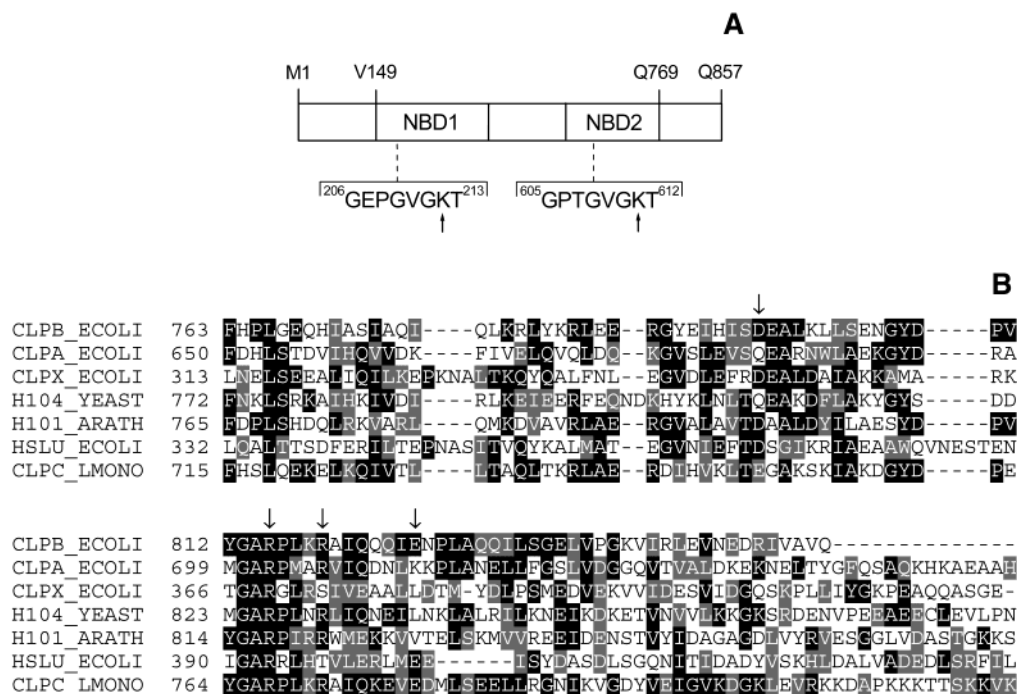 A
M1 V149 Q769 Q857
NBD1 NBD2
206GEPGVGKT213 605GPTGVGKT612
B
CLPB_ECOLI 763 FHPLGEQHIASIAQI----QLKRLYKRLEE--RGYEIHISDEALKLLSENGYD-----PV
CLPA_ECOLI 650 FDHLSTDVIHQVVDK----FIVELQVQLDQ--KGVSLEVSQEARNWLAEKGYD-----RA
CLPX_ECOLI 313 LNELSEEALIQILKEPKNALTKQYQALFNL--EGVDLEFRDEALDAIAKKAMA-----RK
H104_YEAST 772 FNKLSRKAIHKIVDI----RLKEIEERFEQNDKHYKLNLTQEAKDFLAKYGYS-----DD
H101_ARATH 765 FDPLSHDQLRKVARL----QMKDVAVRLAE--RGVALAVTDAALDYILAESYD-----PV
HSLU_ECOLI 332 LQALTTSDFERILTEPNASITVQYKALMAT--EGVNIEFTDSGIKRIAEAAWQVNESTEN
CLPC_LMONO 715 FHSLQEKELKQIVTL----LTAQLTKRLAE--RDIHVKLTEGAKSKIAKDGYD-----PE
CLPB_ECOLI 812 YGARPLKRAIQQQIENPLAQQILSGELVPGKVIRLEVNEDRIVAVQ--------------
CLPA_ECOLI 699 MGARPMARVIQDNLKKPLANELLFGSLVDGGQVTVALDKEKNELTYGFQSAQKHKAEAAH
CLPX_ECOLI 366 TGARGLRSIVEAALLDTM-YDLPSMEDVEKVVIDESVIDGQSKPLLIYGKPEAQQASGE-
H104_YEAST 823 MGARPLNRLIQNEILNKLALRILKNEIKDKETVNVVLKKGKSRDENVPEEAEECLEVLPN
H101_ARATH 814 YGARPIRRWMEKKVVTELSKMVVREEIDENSTVYIDAGAGDLVYRVESGGLVDASTGKKS
HSLU_ECOLI 390 IGARRLHTVLERLMEE-------ISYDASDLSGQNITIDADYVSKHLDALVADEDLSRFIL
CLPC_LMONO 764 YGARPLRRAIQKEVEDMLSEELLRGNIKVGDYVEIGVKDGKLEVRKKDAPKKKTTSKKVK